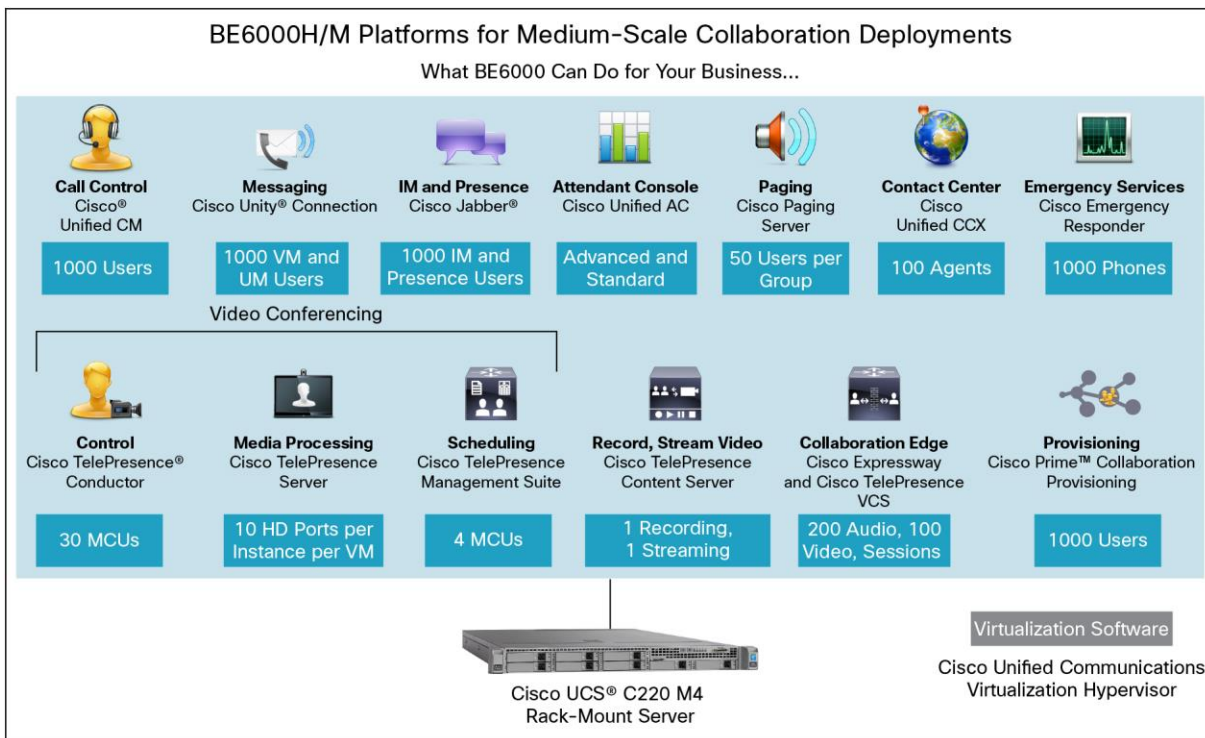 BE6000H/M Platforms for Medium-Scale Collaboration Deployments
What BE6000 Can Do for Your Business...
Call Control
Cisco®
Unified CM
1000 Users
Messaging
Cisco Unity® Connection
1000 VM and
UM Users
IM and Presence
Cisco Jabber®
1000 IM and
Presence Users
Attendant Console
Cisco Unified AC
Advanced and
Standard
Paging
Cisco Paging
Server
50 Users per
Group
Contact Center
Cisco
Unified CCX
100 Agents
Emergency Services
Cisco Emergency
Responder
1000 Phones
Video Conferencing
Control
Cisco TelePresence®
Conductor
30 MCUs
Media Processing
Cisco TelePresence
Server
10 HD Ports per
Instance per VM
Scheduling
Cisco TelePresence
Management Suite
4 MCUs
Record, Stream Video
Cisco TelePresence
Content Server
1 Recording,
1 Streaming
Collaboration Edge
Cisco Expressway
and Cisco TelePresence
VCS
200 Audio, 100
Video, Sessions
Provisioning
Cisco Prime™ Collaboration
Provisioning
1000 Users
Cisco UCS® C220 M4
Rack-Mount Server
Virtualization Software
Cisco Unified Communications
Virtualization Hypervisor